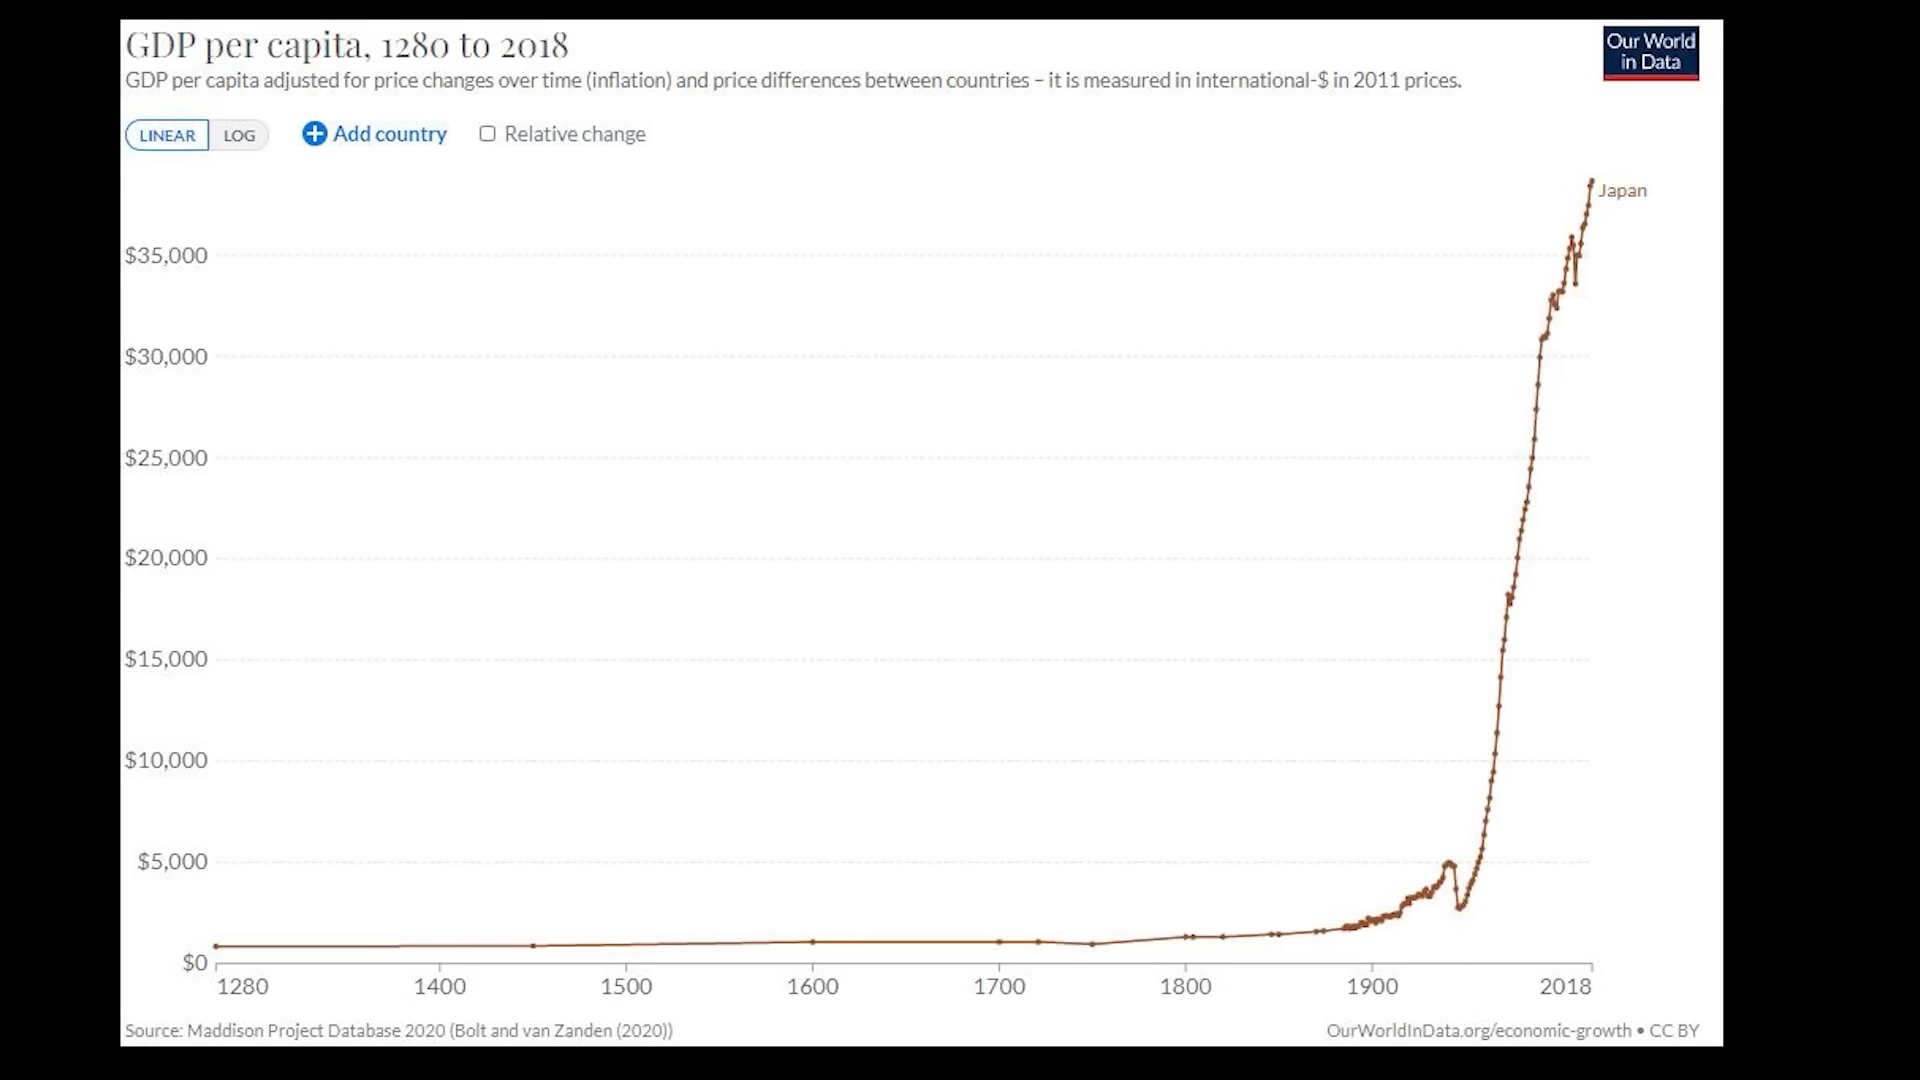 GDP per capita, 1280 to 2018
Our World
in Data
GDP per capita adjusted for price changes over time (inflation) and price differences between countries – it is measured in international-$ in 2011 prices.
LINEAR LOG Add country Relative change
Japan
$35,000
$30,000
$25,000
$20,000
$15,000
$10,000
$5,000
$0
1280 1400 1500 1600 1700 1800 1900 2018
Source: Maddison Project Database 2020 (Bolt and van Zanden (2020))
OurWorldInData.org/economic-growth • CC BY